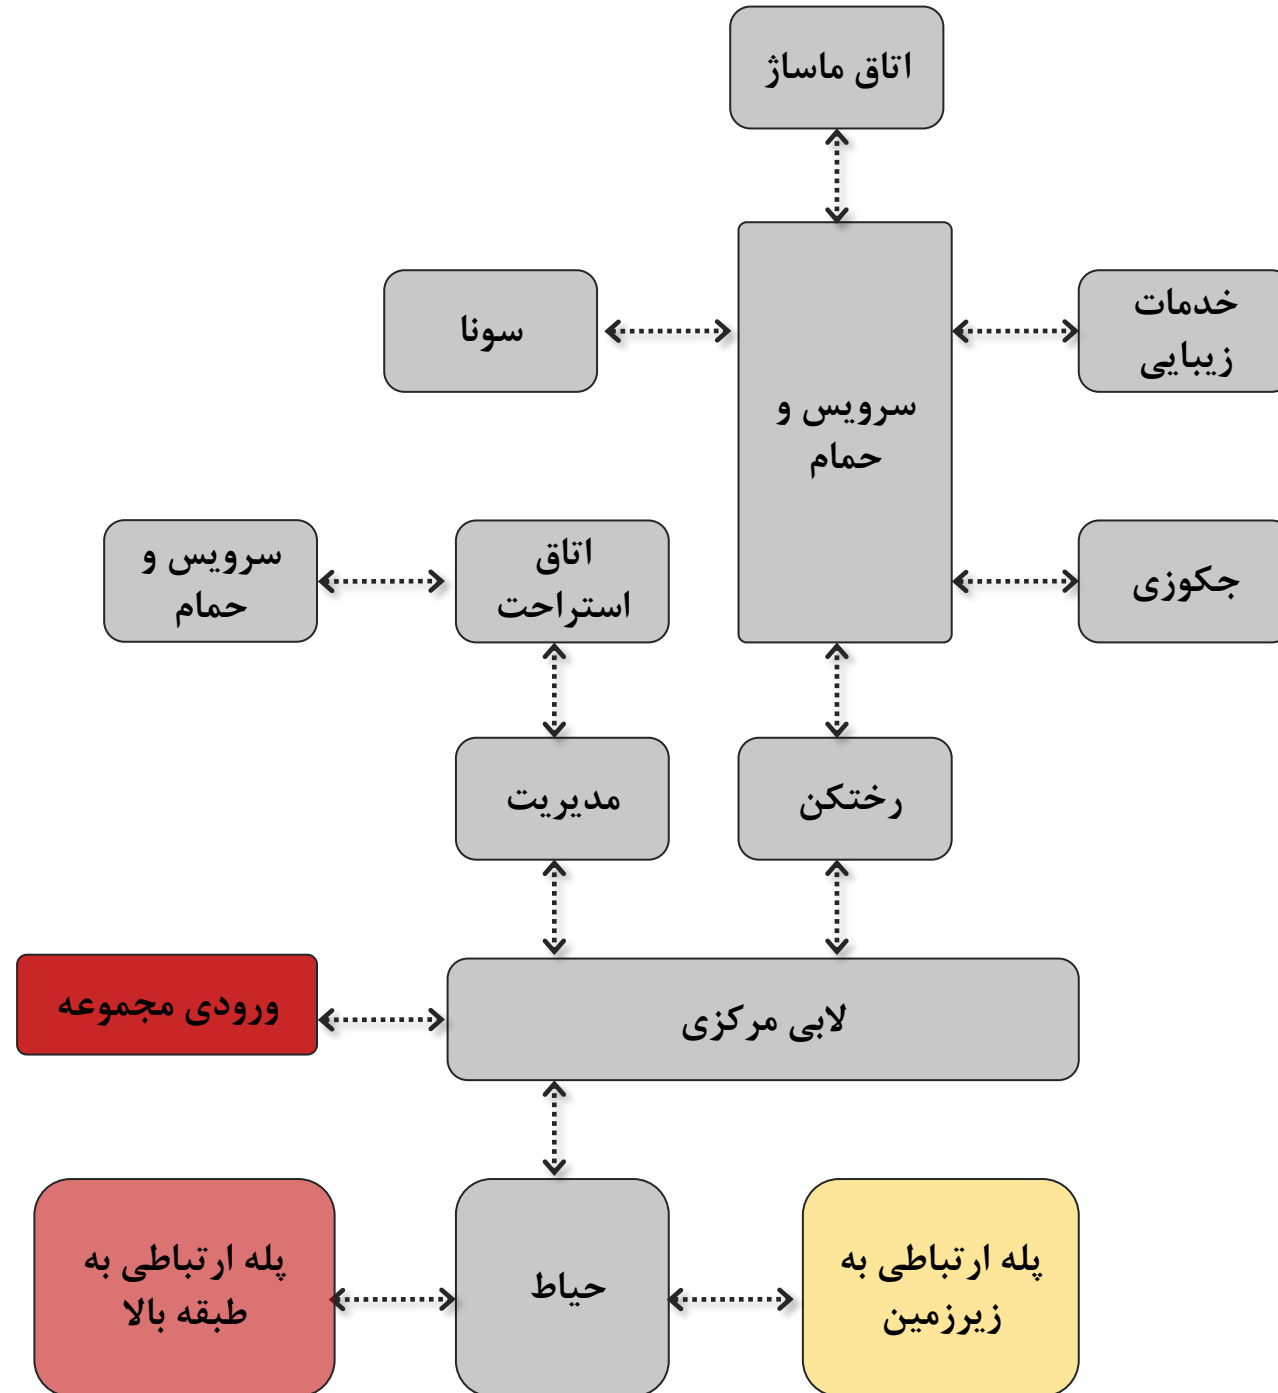 اتاق ماساژ
خدمات
زیبایی
سونا
سرویس و
حمام
جکوزی
اتاق
استراحت
سرویس و
حمام
رختکن
مدیریت
ورودی مجموعه
لابی مرکزی
پله ارتباطی به
زیرزمین
حیاط
پله ارتباطی به
طبقه بالا